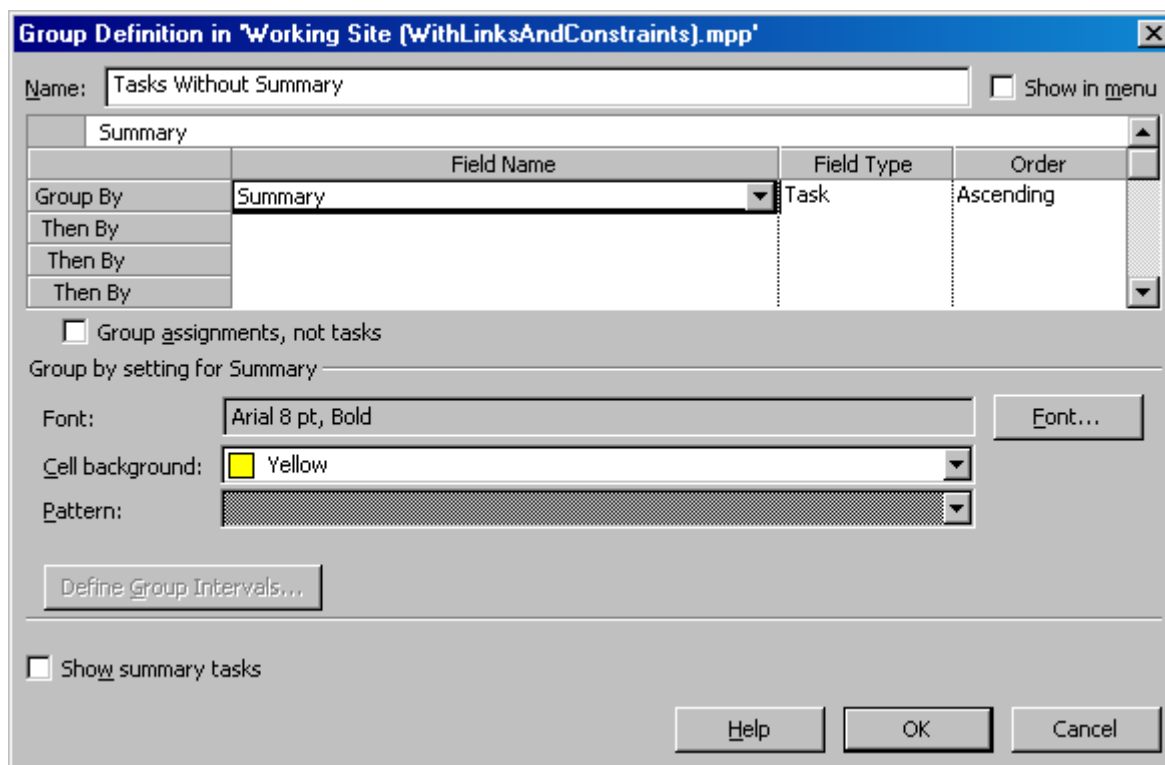 Group Definition in 'Working Site (WithLinksAndConstraints).mpp'
Name: Tasks Without Summary Show in menu
Summary
Field Name Field Type Order
Group By Summary Task Ascending
Then By
Then By
Then By
Group assignments, not tasks
Group by setting for Summary
Font: Arial 8 pt, Bold Font...
Cell background: Yellow
Pattern:
Define Group Intervals...
Show summary tasks
Help OK Cancel